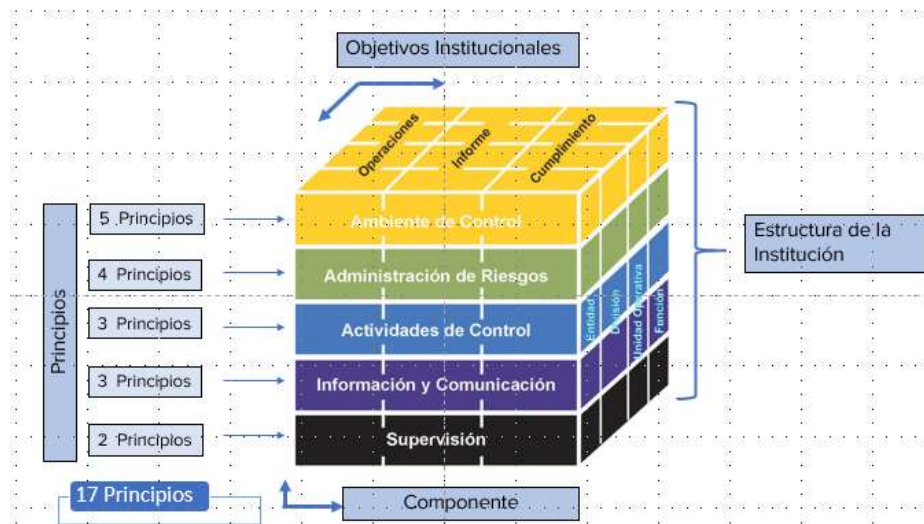 Objetivos Institucionales
Operaciones
Informe
Cumplimiento
5 Principios
Ambiente de Control
4 Principios
Administración de Riesgos
3 Principios
Actividades de Control
3 Principios
Información y Comunicación
2 Principios
Supervisión
Principios
Entidad
División
Unidad Operativa
Función
Estructura de la
Institución
17 Principios
Componente